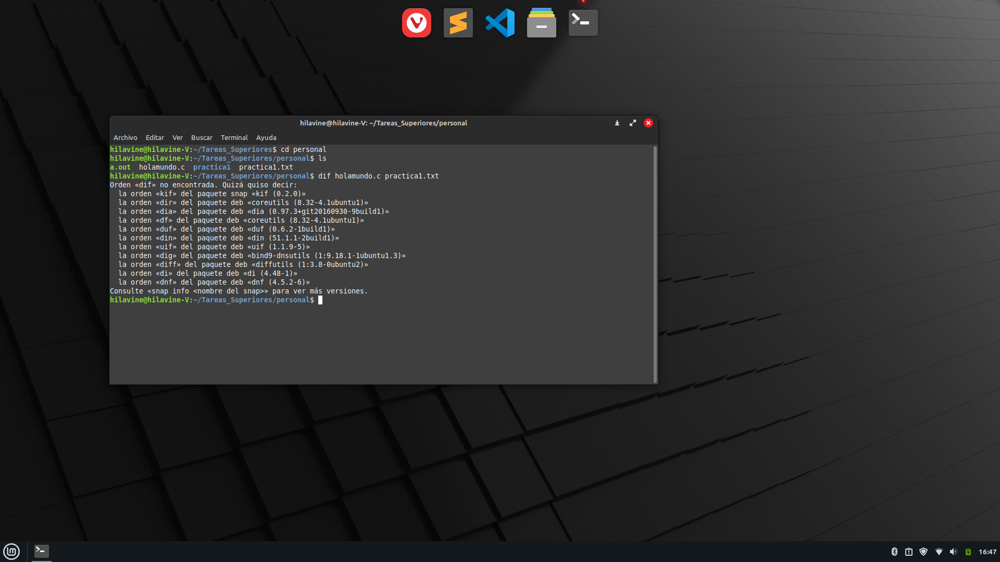 hilavine@hilavine-V: ~/Tareas_Superiores/personal
Archivo Editar Ver Buscar Terminal Ayuda
hilavine@hilavine-V:~/Tareas_Superiores$ cd personal
hilavine@hilavine-V:~/Tareas_Superiores/personal$ ls
a.out  holamundo.c  practica1  practica1.txt
hilavine@hilavine-V:~/Tareas_Superiores/personal$ dif holamundo.c practica1.txt
Orden «dif» no encontrada. Quizá quiso decir:
  la orden «kif» del paquete snap «kif (0.2.0)»
  la orden «dir» del paquete deb «coreutils (8.32-4.1ubuntu1)»
  la orden «dia» del paquete deb «dia (0.97.3+git20160930-9build1)»
  la orden «df» del paquete deb «coreutils (8.32-4.1ubuntu1)»
  la orden «duf» del paquete deb «duf (0.6.2-1build1)»
  la orden «din» del paquete deb «din (51.1.1-2build1)»
  la orden «uif» del paquete deb «uif (1.1.9-5)»
  la orden «dig» del paquete deb «bind9-dnsutils (1:9.18.1-1ubuntu1.3)»
  la orden «diff» del paquete deb «diffutils (1:3.8-0ubuntu2)»
  la orden «di» del paquete deb «di (4.48-1)»
  la orden «dnf» del paquete deb «dnf (4.5.2-6)»
Consulte «snap info <nombre del snap>» para ver más versiones.
hilavine@hilavine-V:~/Tareas_Superiores/personal$
16:47